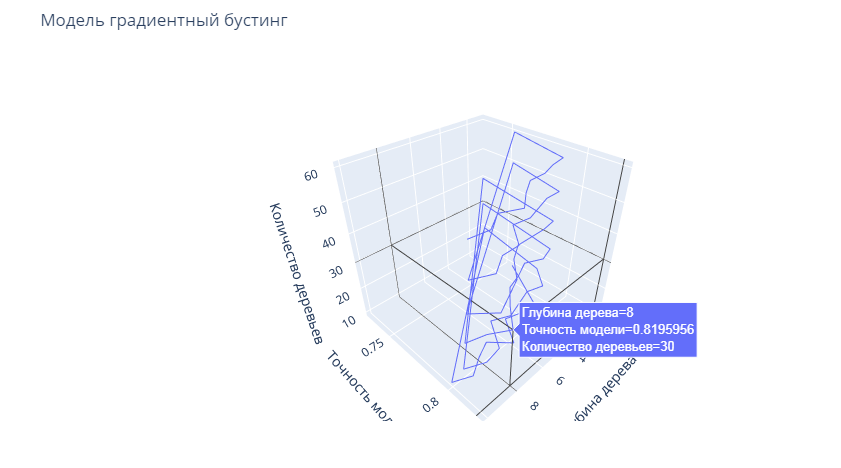 Модель градиентный бустинг
60
50
40
30
20
10
Количество деревьев
0.75
0.8
Точность мо
Глубина дерева=8
Точность модели=0.8195956
Количество деревьев=30
6
8
бина дерева